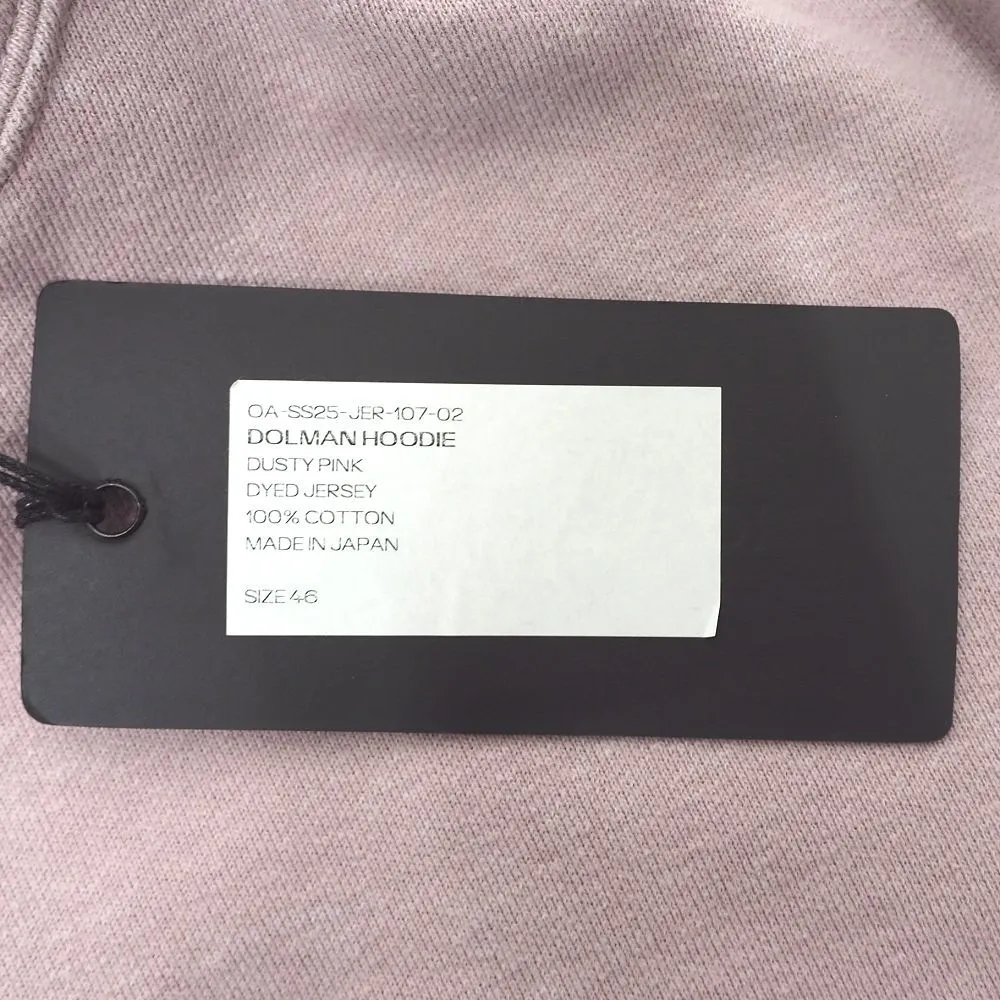 OA-SS25-JER-107-02
DOLMAN HOODIE
DUSTY PINK
DYED JERSEY
100% COTTON
MADE IN JAPAN
SIZE 46